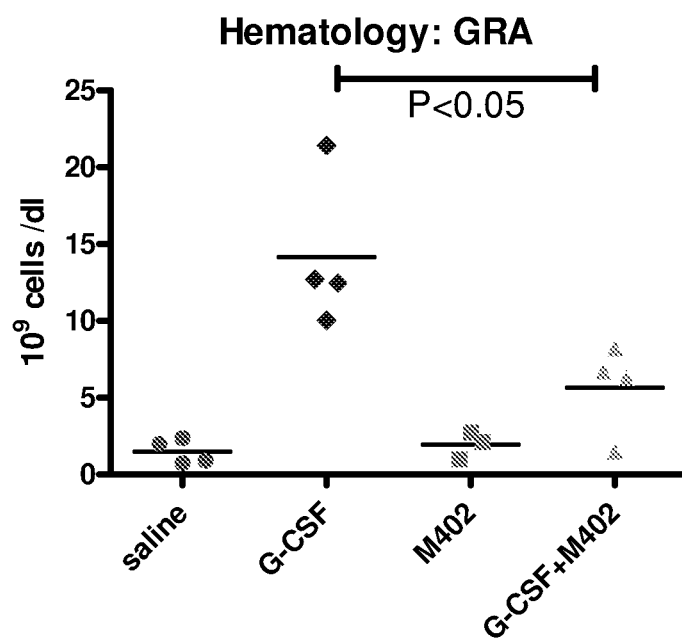 Hematology: GRA
P<0.05
25
20
15
10
5
0
10⁹ cells /dl
saline
G-CSF
M402
G-CSF+M402